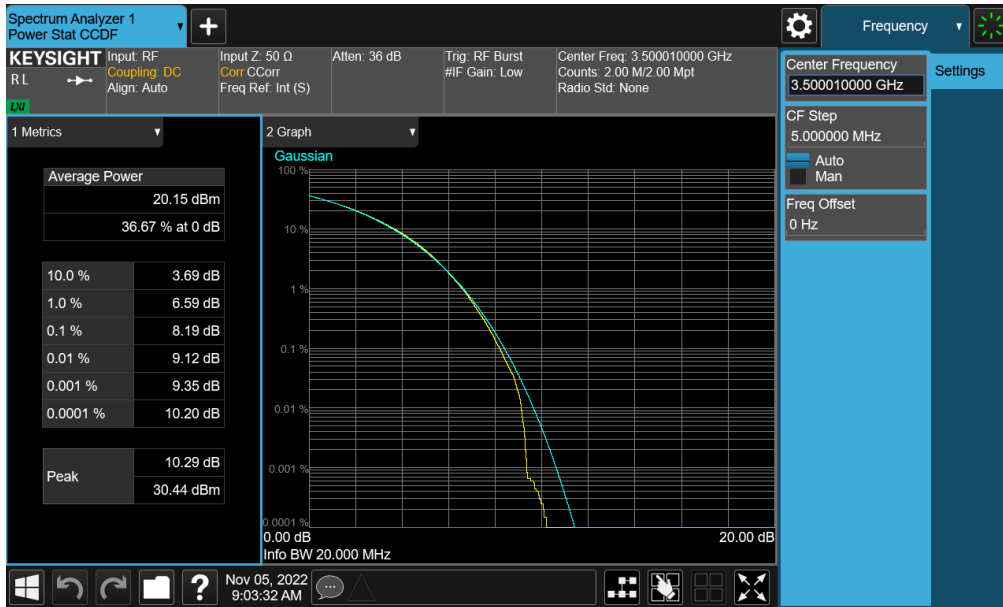 Spectrum Analyzer 1
Power Stat CCDF
+
Frequency
KEYSIGHT
R L
LXI
Input: RF
Coupling: DC
Align: Auto
Input Z: 50 Ω
Corr CCorr
Freq Ref: Int (S)
Atten: 36 dB
Trig: RF Burst
#IF Gain: Low
Center Freq: 3.500010000 GHz
Counts: 2.00 M/2.00 Mpt
Radio Std: None
Center Frequency
3.500010000 GHz
Settings
CF Step
5.000000 MHz
Auto
Man
Freq Offset
0 Hz
1 Metrics
Average Power
20.15 dBm
36.67 % at 0 dB
10.0 % 3.69 dB
1.0 % 6.59 dB
0.1 % 8.19 dB
0.01 % 9.12 dB
0.001 % 9.35 dB
0.0001 % 10.20 dB
Peak 10.29 dB
30.44 dBm
2 Graph
Gaussian
100 %
10 %
1 %
0.1 %
0.01 %
0.001 %
0.0001 %
0.00 dB 20.00 dB
Info BW 20.000 MHz
?
Nov 05, 2022
9:03:32 AM